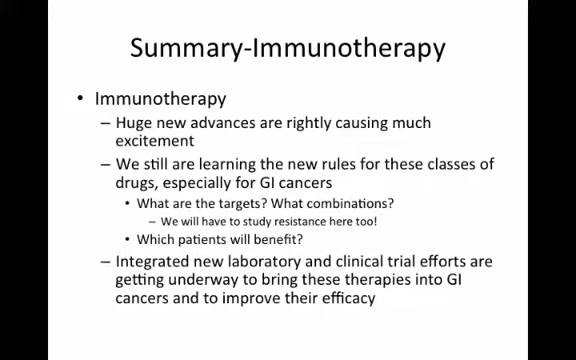 Summary-Immunotherapy
• Immunotherapy
– Huge new advances are rightly causing much
excitement
– We still are learning the new rules for these classes of
drugs, especially for GI cancers
• What are the targets? What combinations?
– We will have to study resistance here too!
• Which patients will benefit?
– Integrated new laboratory and clinical trial efforts are
getting underway to bring these therapies into GI
cancers and to improve their efficacy